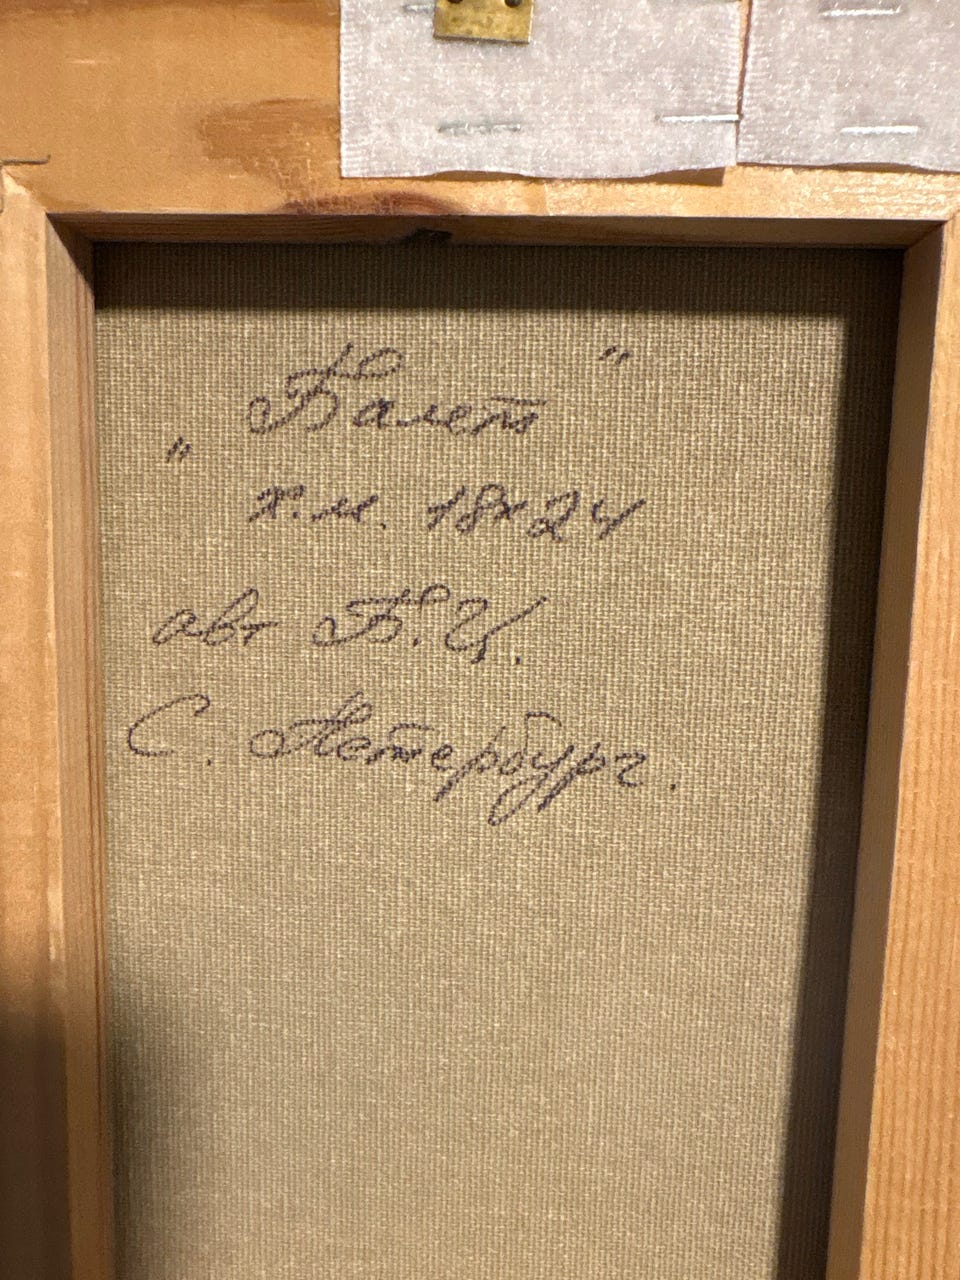 „Балет"
х.м. 18х24
авт Б.Ц.
С. Петербург.